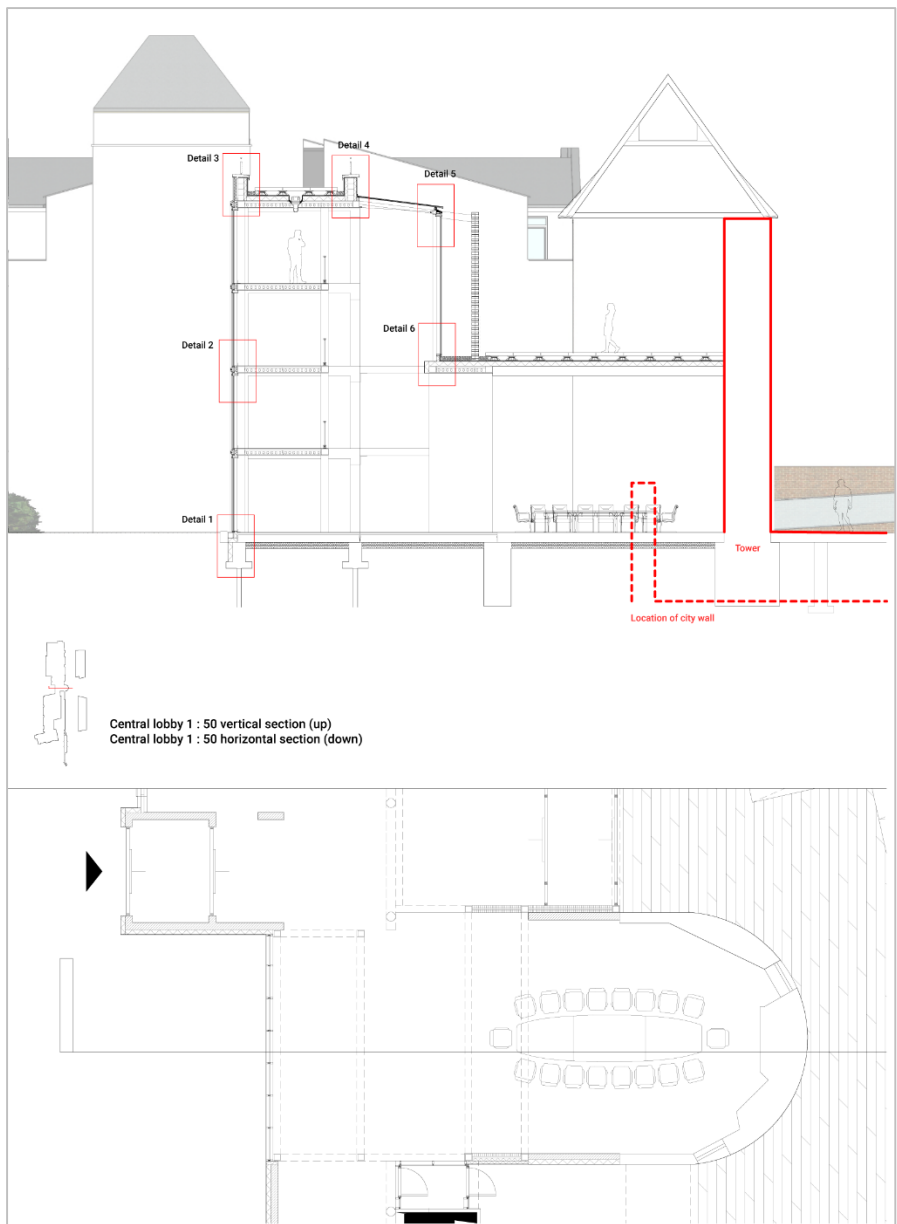 Detail 3
Detail 4
Detail 5
Detail 6
Detail 2
Detail 1
Tower
Location of city wall
Central lobby 1 : 50 vertical section (up)
Central lobby 1 : 50 horizontal section (down)